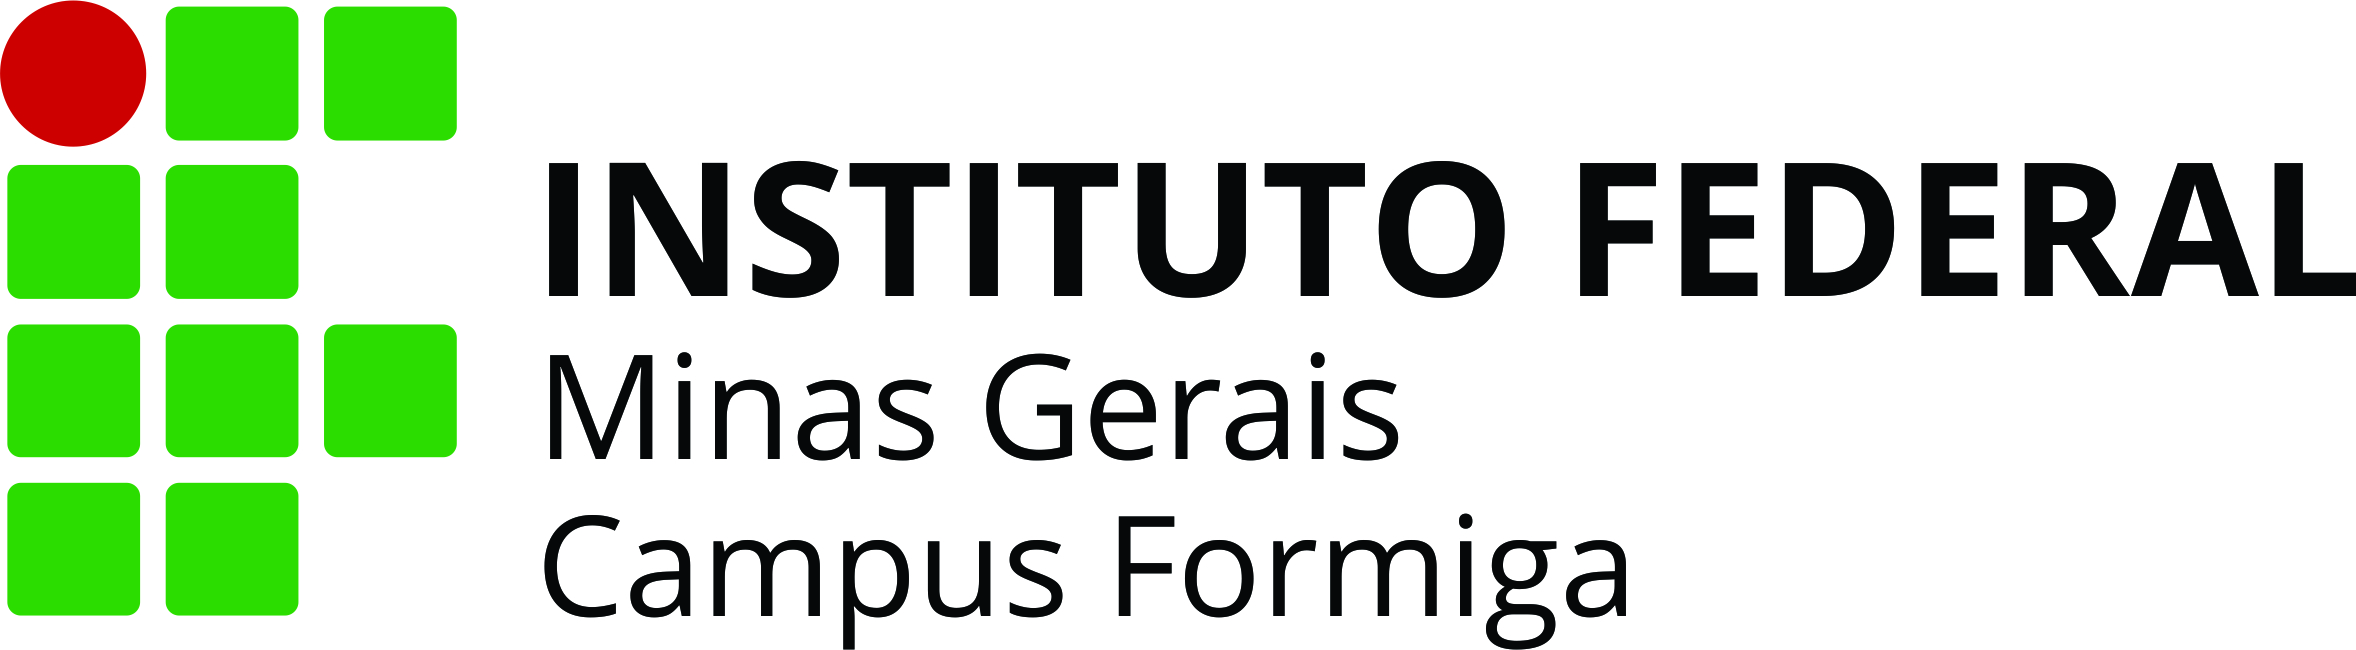 INSTITUTO FEDERAL
Minas Gerais
Campus Formiga